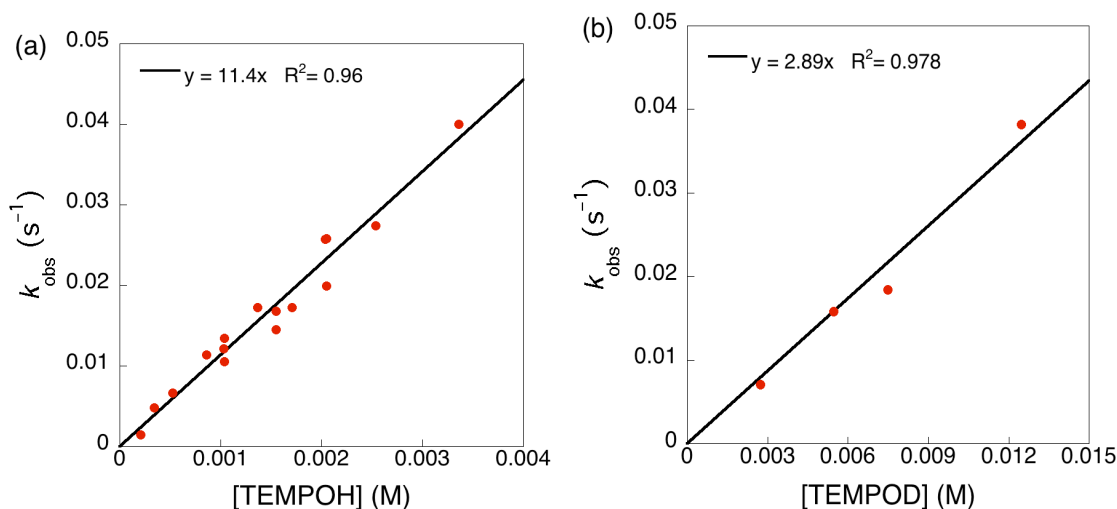 (a)
0.05
0.04
0.03
0.02
0.01
0
y = 11.4x R²= 0.96
k_obs (s⁻¹)
0 0.001 0.002 0.003 0.004
[TEMPOH] (M)
(b)
0.05
0.04
0.03
0.02
0.01
0
y = 2.89x R²= 0.978
k_obs (s⁻¹)
0 0.003 0.006 0.009 0.012 0.015
[TEMPOD] (M)